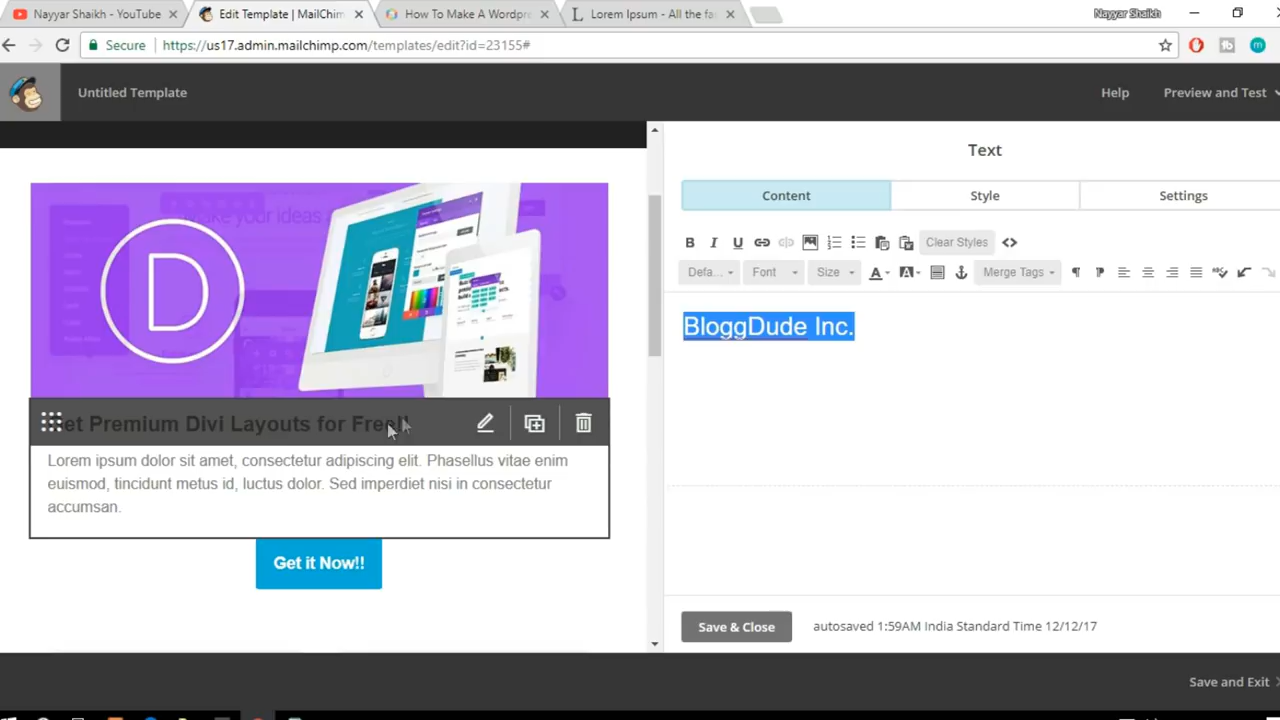 Nayyar Shaikh - YouTube
Edit Template | MailChim
How To Make A Wordpre
Lorem Ipsum - All the fa
Nayyar Shaikh
Secure
https://us17.admin.mailchimp.com/templates/edit?id=23155#
Untitled Template
Help
Preview and Test
Text
Content
Style
Settings
Clear Styles
Defa...
Font
Size
Merge Tags
make your ideas
D
BloggDude Inc.
et Premium Divi Layouts for Free!!
Lorem ipsum dolor sit amet, consectetur adipiscing elit. Phasellus vitae enim
euismod, tincidunt metus id, luctus dolor. Sed imperdiet nisi in consectetur
accumsan.
Get it Now!!
Save & Close
autosaved 1:59AM India Standard Time 12/12/17
Save and Exit